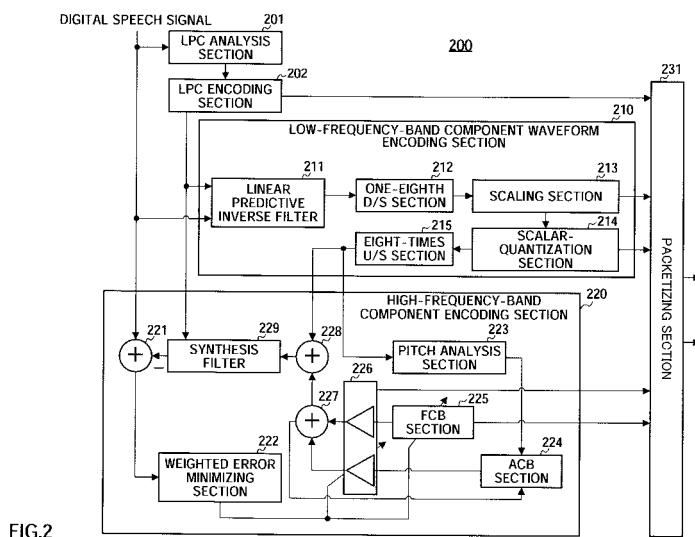 DIGITAL SPEECH SIGNAL
201
LPC ANALYSIS
SECTION
200
202
LPC ENCODING
SECTION
231
210
LOW-FREQUENCY-BAND COMPONENT WAVEFORM
ENCODING SECTION
211
LINEAR
PREDICTIVE
INVERSE FILTER
212
ONE-EIGHTH
D/S SECTION
213
SCALING SECTION
214
SCALAR-
QUANTIZATION
SECTION
215
EIGHT-TIMES
U/S SECTION
PACKETIZING SECTION
HIGH-FREQUENCY-BAND
COMPONENT ENCODING SECTION
220
221
+
−
229
SYNTHESIS
FILTER
228
+
223
PITCH ANALYSIS
SECTION
226
227
+
225
FCB
SECTION
222
WEIGHTED ERROR
MINIMIZING
SECTION
224
ACB
SECTION
FIG.2